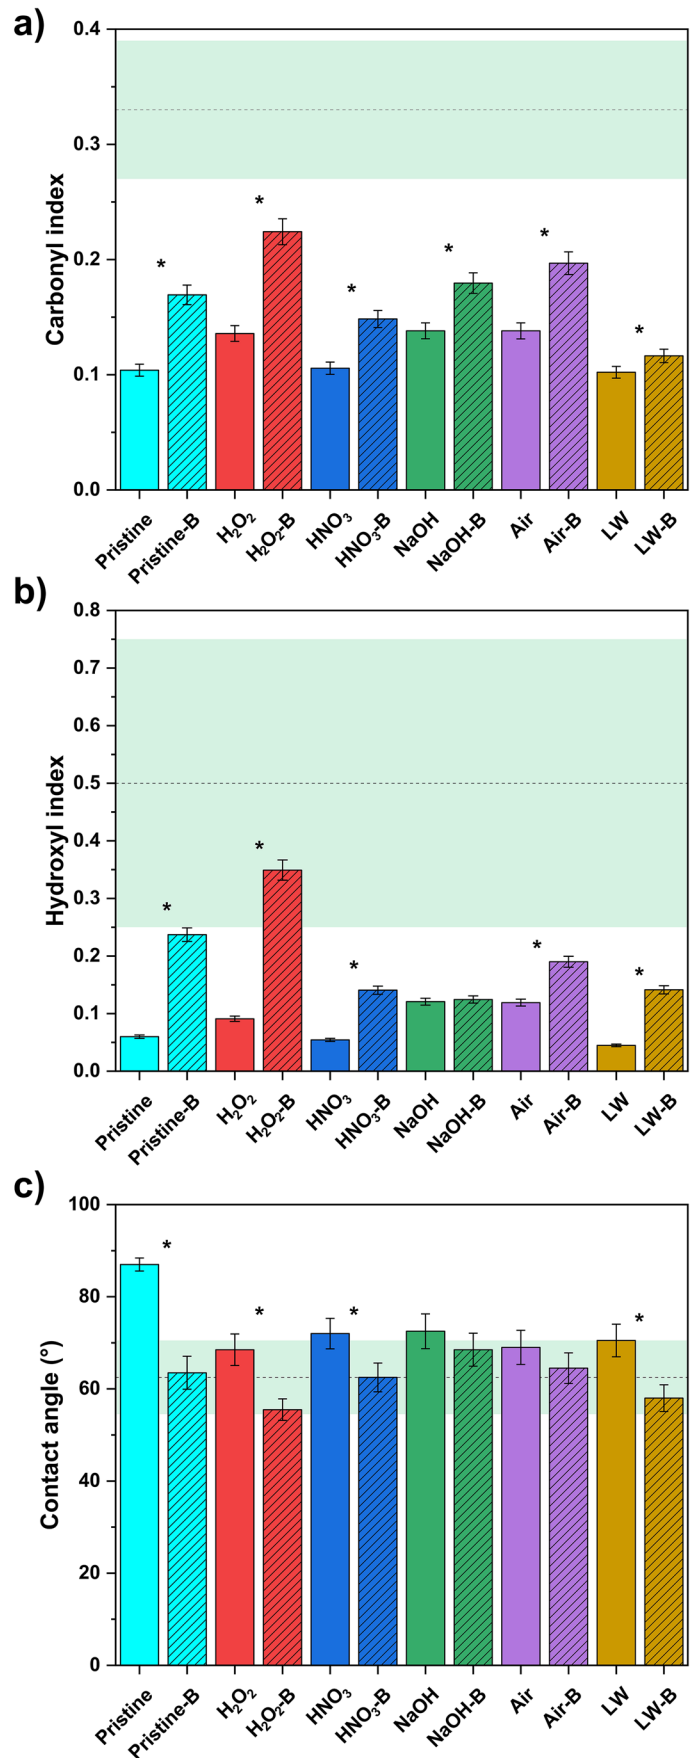 a)
Carbonyl index
0.4
0.3
0.2
0.1
0.0
*
*
*
*
*
*
Pristine
Pristine-B
H₂O₂
H₂O₂-B
HNO₃
HNO₃-B
NaOH
NaOH-B
Air
Air-B
LW
LW-B
b)
Hydroxyl index
0.8
0.7
0.6
0.5
0.4
0.3
0.2
0.1
0.0
*
*
*
*
*
Pristine
Pristine-B
H₂O₂
H₂O₂-B
HNO₃
HNO₃-B
NaOH
NaOH-B
Air
Air-B
LW
LW-B
c)
Contact angle (°)
100
80
60
40
20
0
*
*
*
*
Pristine
Pristine-B
H₂O₂
H₂O₂-B
HNO₃
HNO₃-B
NaOH
NaOH-B
Air
Air-B
LW
LW-B